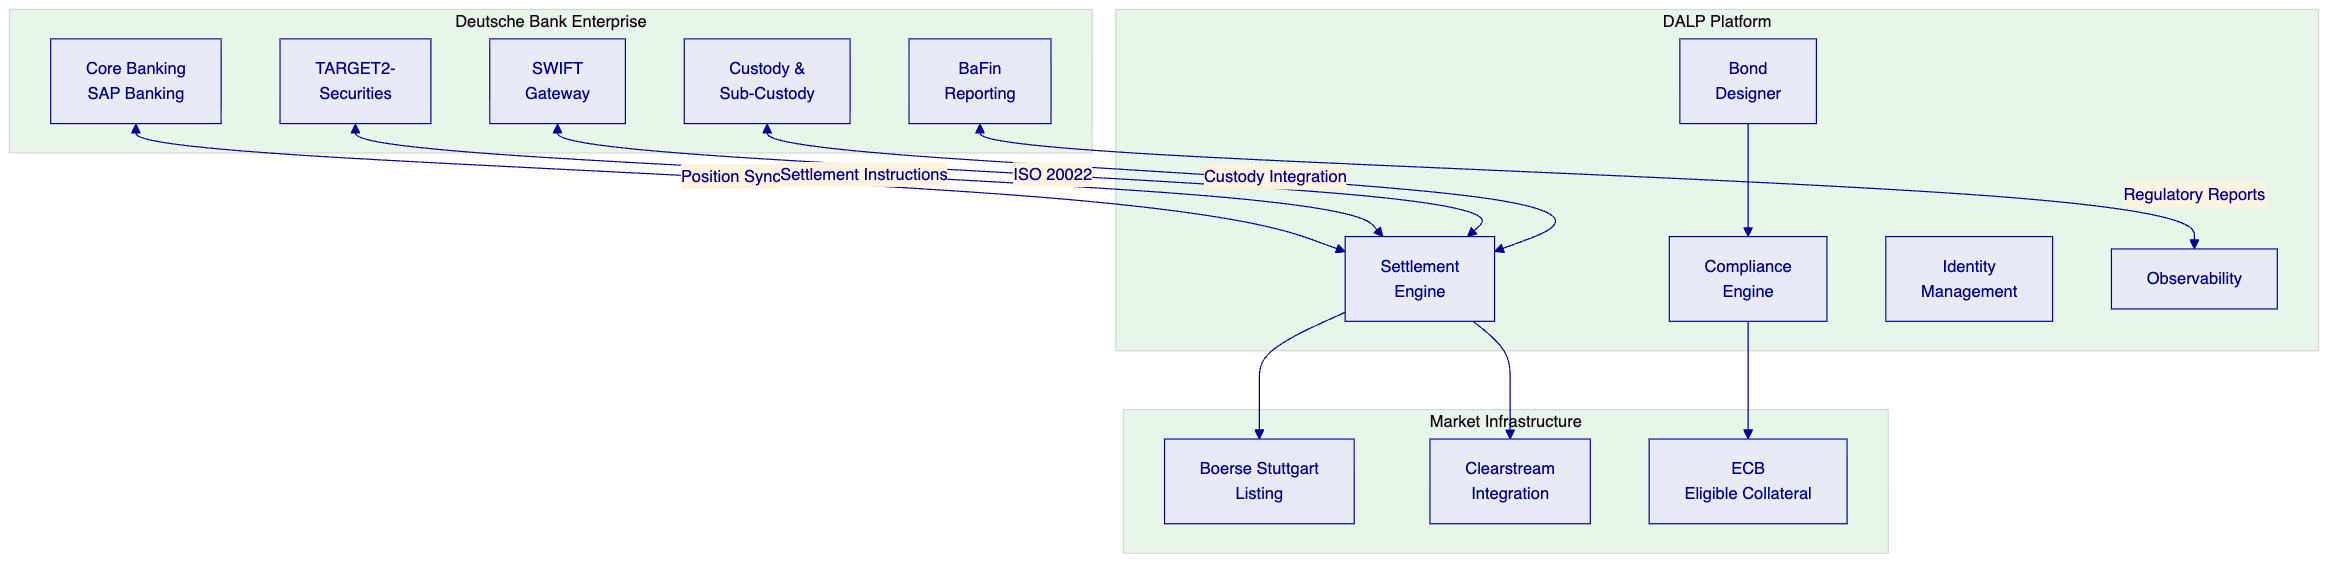 Deutsche Bank Enterprise
Core Banking
SAP Banking
TARGET2-
Securities
SWIFT
Gateway
Custody &
Sub-Custody
BaFin
Reporting
DALP Platform
Bond
Designer
Position Sync
Settlement Instructions
ISO 20022
Custody Integration
Regulatory Reports
Settlement
Engine
Compliance
Engine
Identity
Management
Observability
Market Infrastructure
Boerse Stuttgart
Listing
Clearstream
Integration
ECB
Eligible Collateral